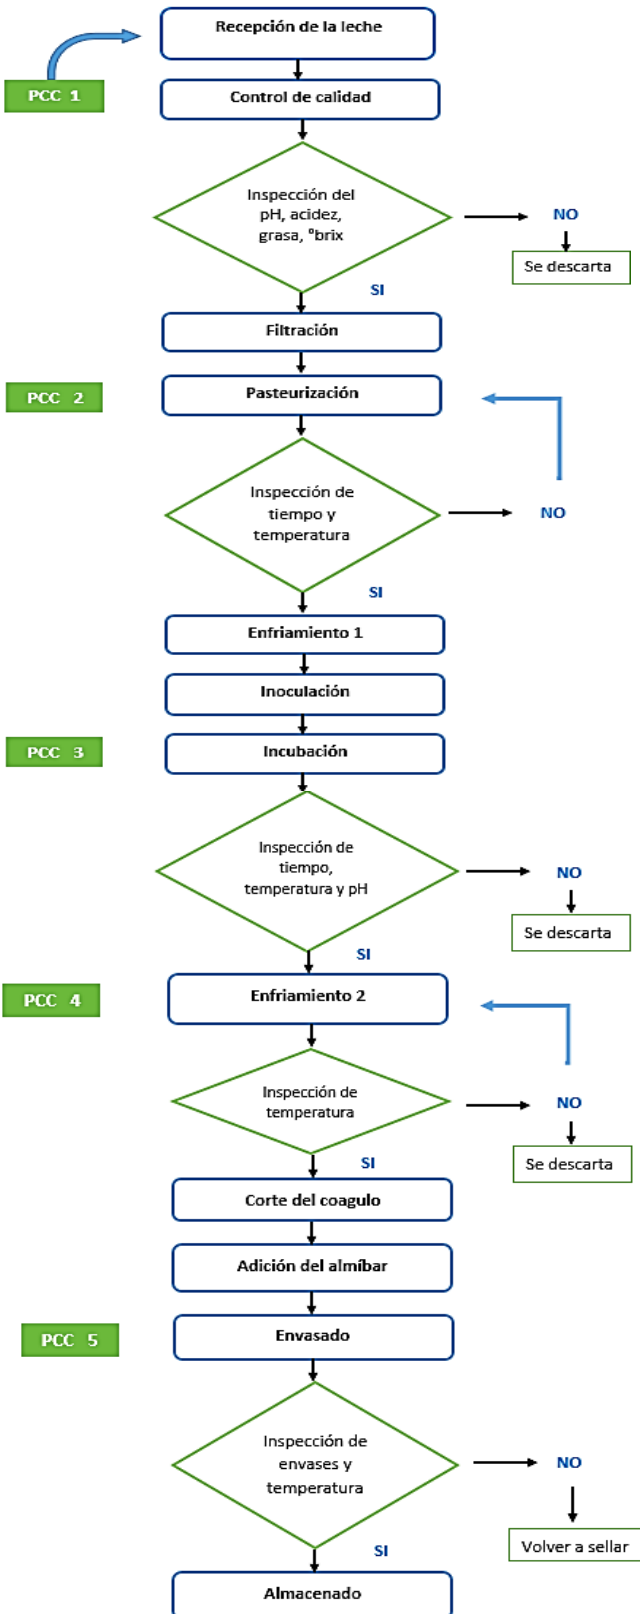 Recepción de la leche
PCC 1
Control de calidad
Inspección del
pH, acidez,
grasa, °brix
NO
Se descarta
SI
Filtración
PCC 2
Pasteurización
Inspección de
tiempo y
temperatura
NO
SI
Enfriamiento 1
Inoculación
PCC 3
Incubación
Inspección de
tiempo,
temperatura y pH
NO
Se descarta
SI
PCC 4
Enfriamiento 2
Inspección de
temperatura
NO
Se descarta
SI
Corte del coagulo
Adición del almíbar
PCC 5
Envasado
Inspección de
envases y
temperatura
NO
Volver a sellar
SI
Almacenado